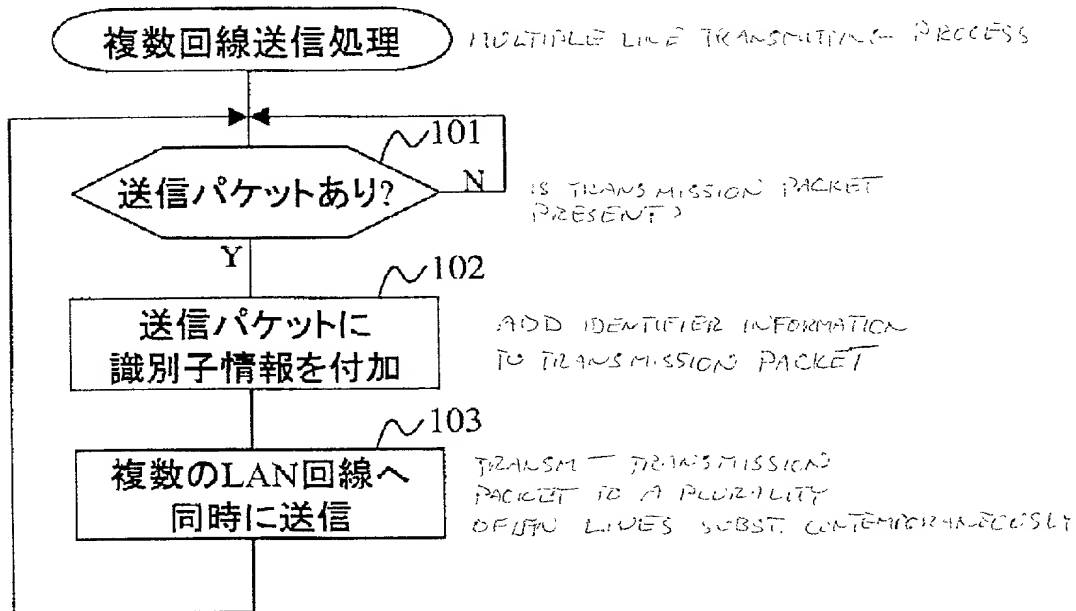 複数回線送信処理
MULTIPLE LINE TRANSMITTING PROCESS
101
送信パケットあり?
N
IS TRANSMISSION PACKET
PRESENT?
Y
102
送信パケットに
識別子情報を付加
ADD IDENTIFIER INFORMATION
TO TRANSMISSION PACKET
103
複数のLAN回線へ
同時に送信
TRANSMISSION
PACKET TO A PLURALITY
LINES SUBST. CONTEMPORANEOUSLY